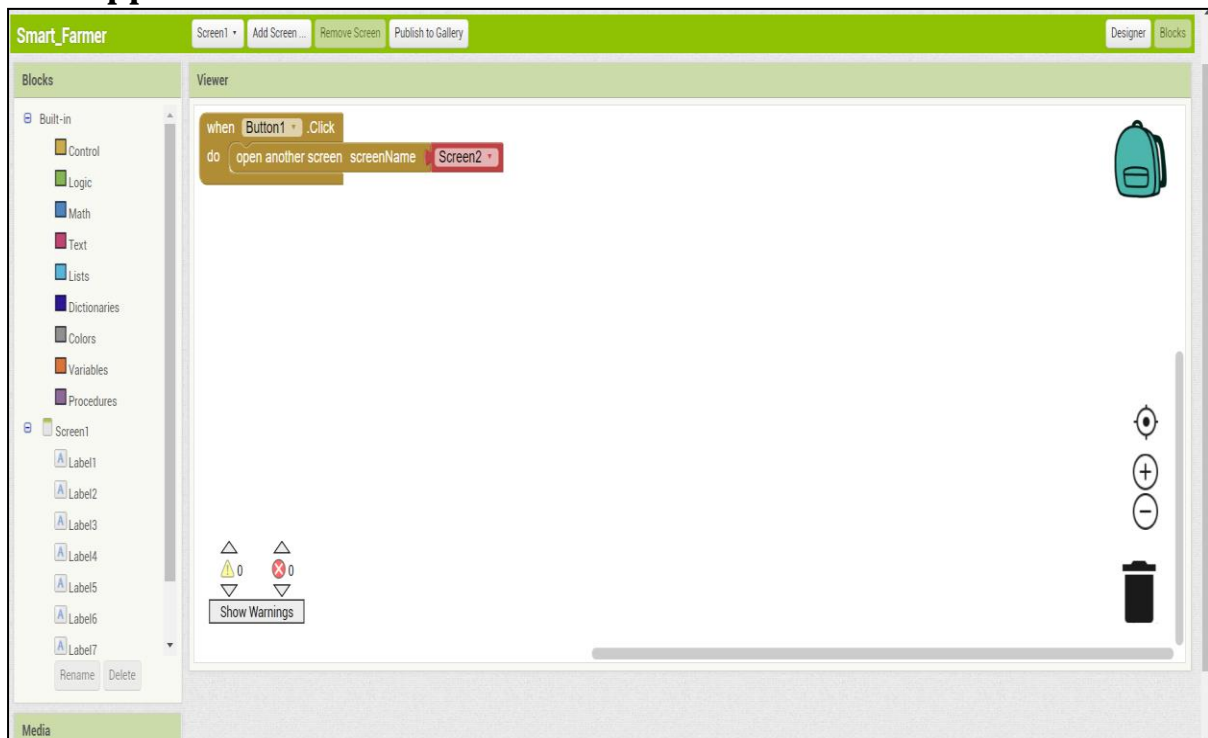 Smart_Farmer Screen1 Add Screen ... Remove Screen Publish to Gallery Designer Blocks
Blocks
Viewer
Built-in
Control
Logic
Math
Text
Lists
Dictionaries
Colors
Variables
Procedures
Screen1
Label1
Label2
Label3
Label4
Label5
Label6
Label7
Rename Delete
Media
when Button1 .Click
do open another screen screenName Screen2
0 0
Show Warnings